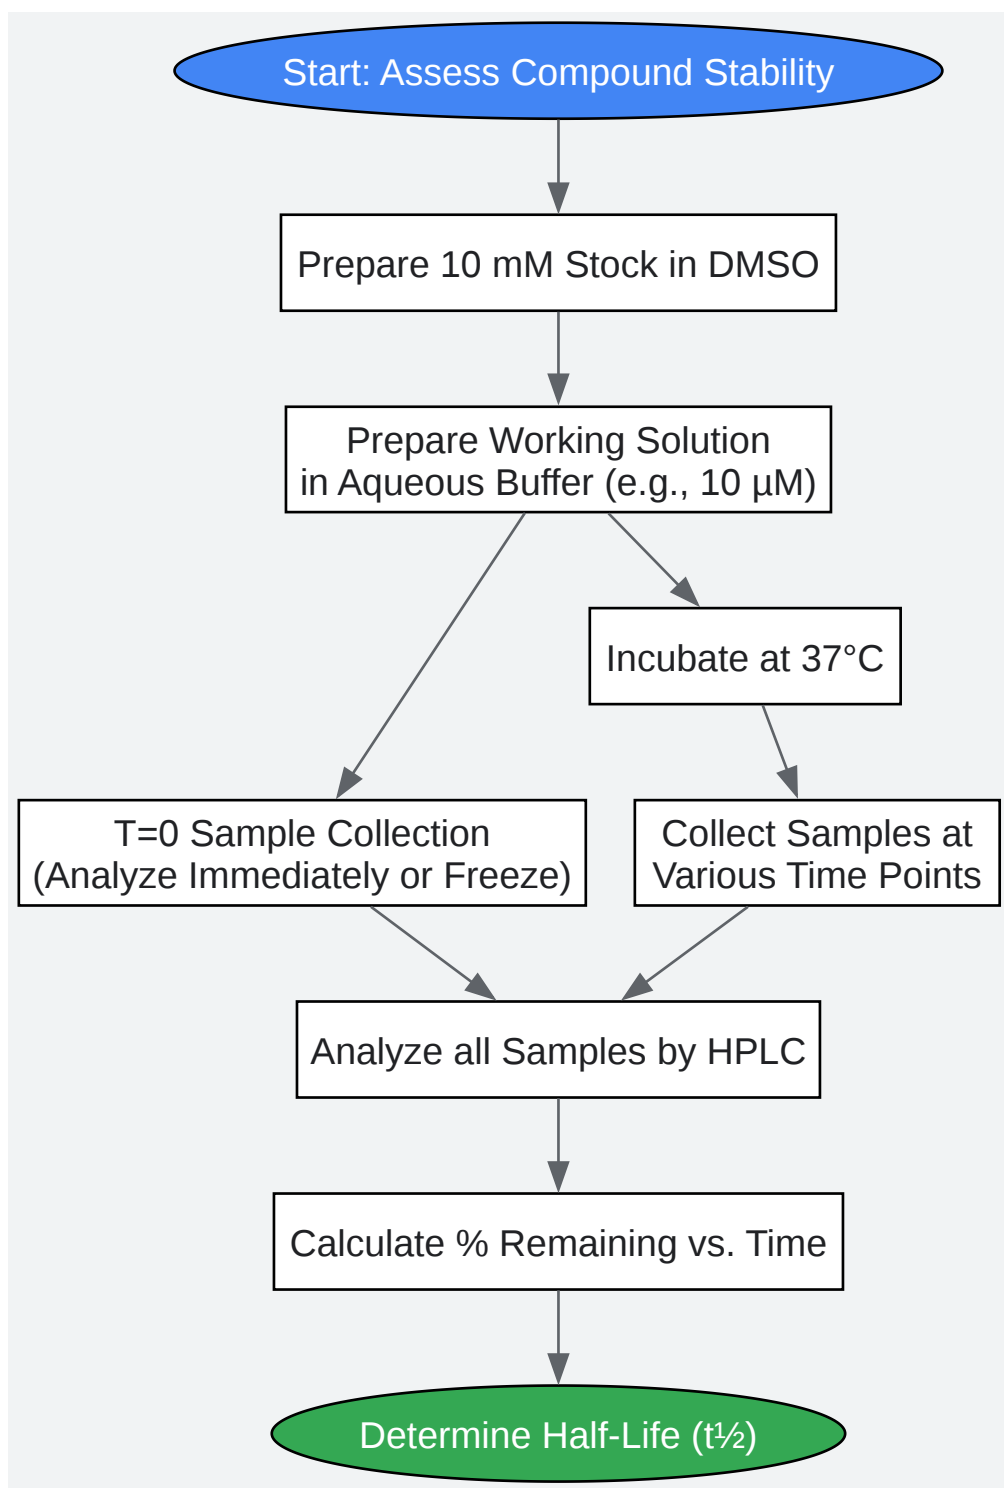 Start: Assess Compound Stability
Prepare 10 mM Stock in DMSO
Prepare Working Solution
in Aqueous Buffer (e.g., 10 µM)
Incubate at 37°C
T=0 Sample Collection
(Analyze Immediately or Freeze)
Collect Samples at
Various Time Points
Analyze all Samples by HPLC
Calculate % Remaining vs. Time
Determine Half-Life (t½)